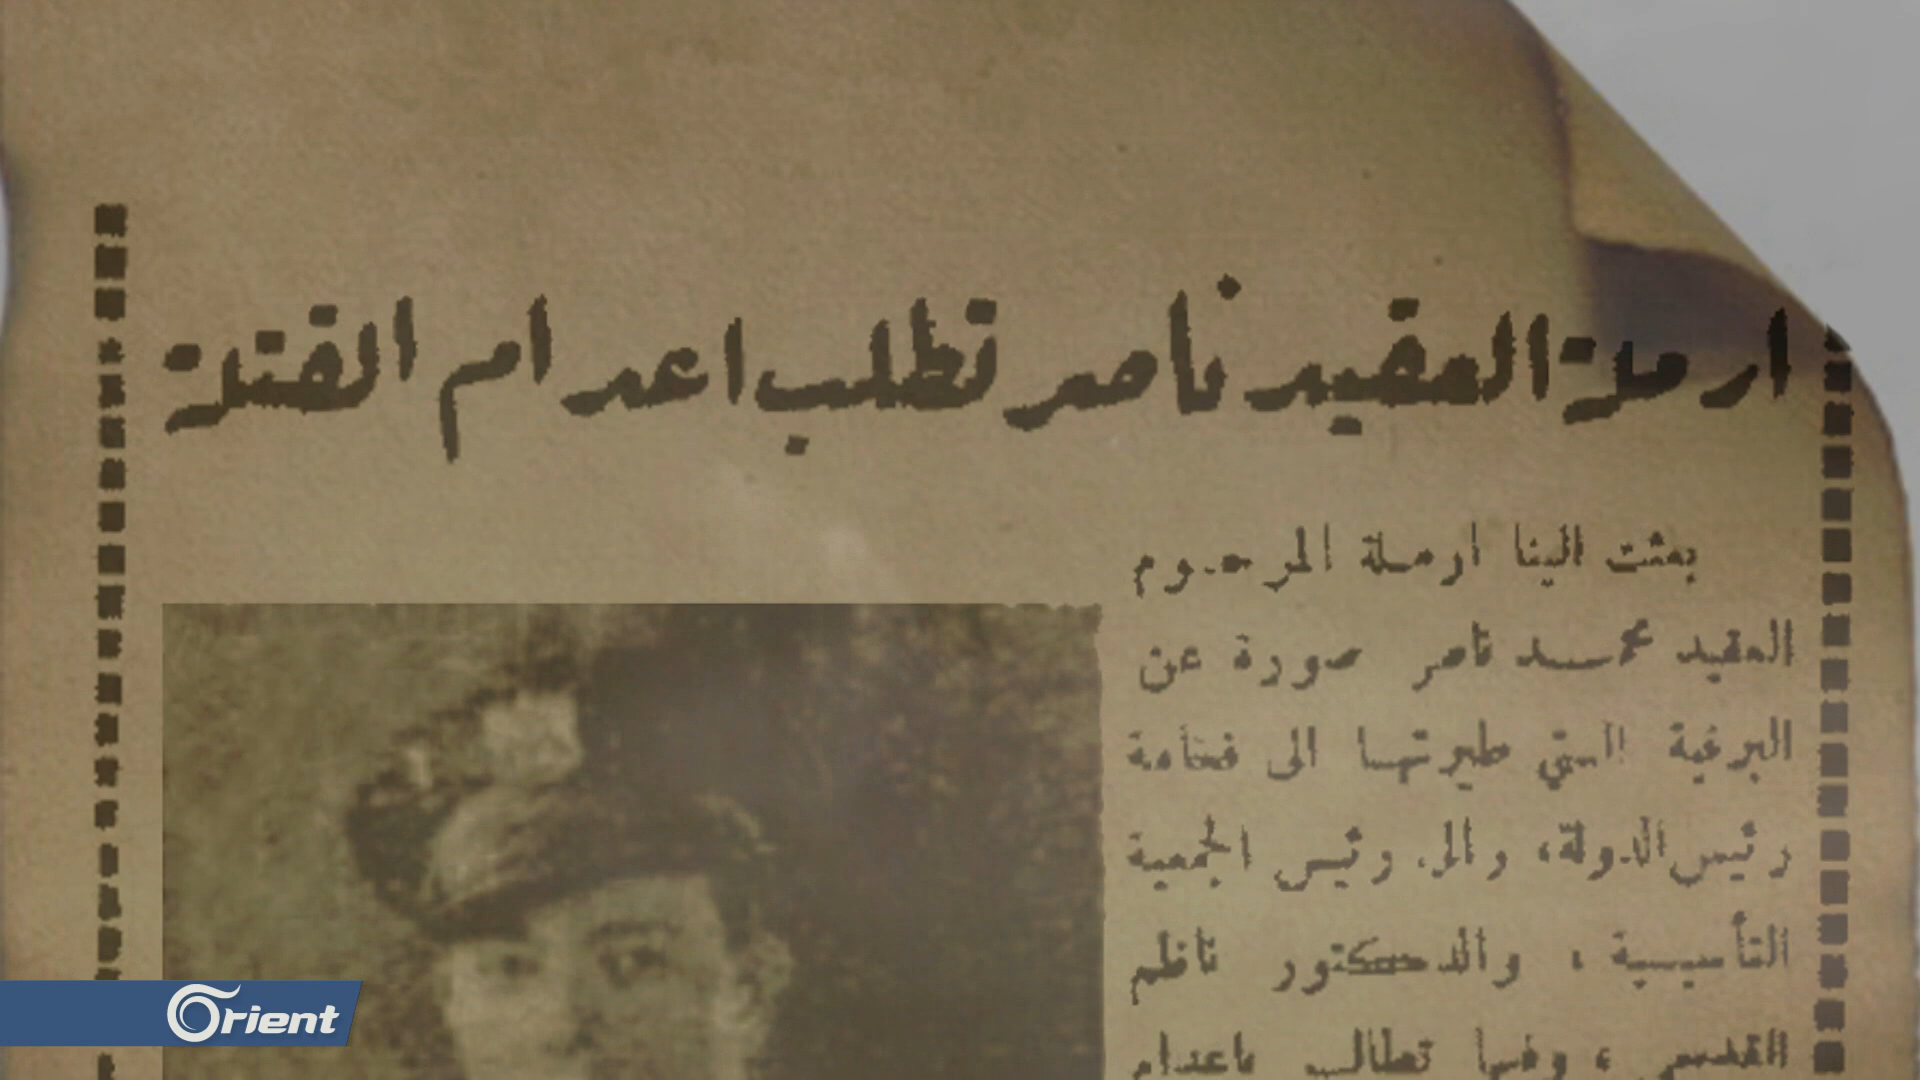 ارملة العقيد ناصر تطلب اعدام القتلة
بعثت الينا ارملة المرحوم
العقيد محمد ناصر صورة عن
البرقية التي طيرتها الى فخامة
رئيس الدولة، والى رئيس الجمعية
التأسيسية ، والدكتور ناظم
القدسي ، وفيها تطالب باعدام
Orient